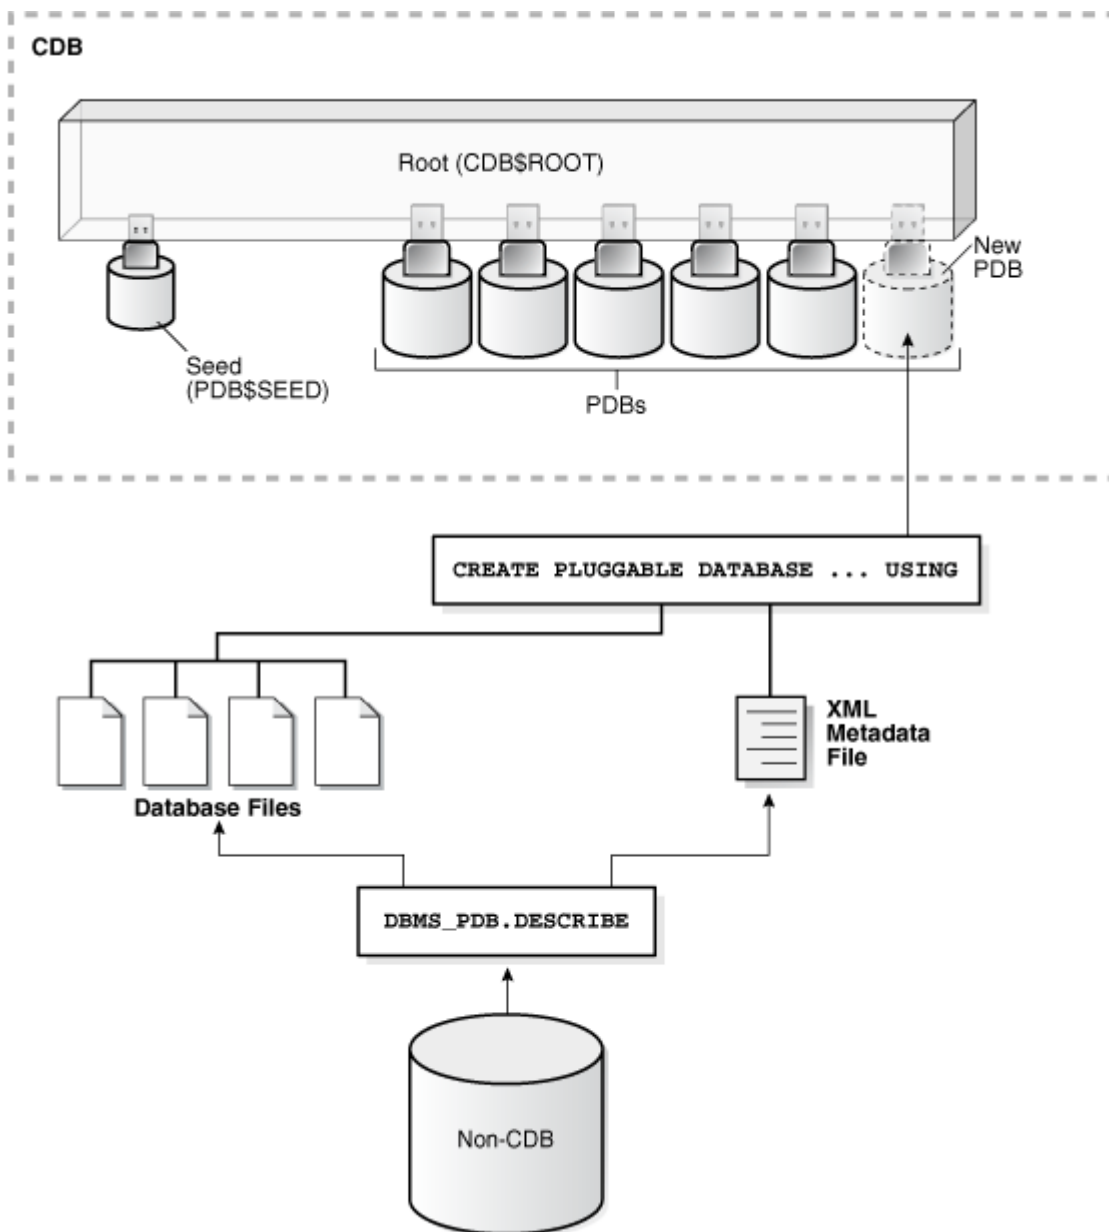 CDB
Root (CDB$ROOT)
New
PDB
Seed
(PDB$SEED)
PDBs
CREATE PLUGGABLE DATABASE ... USING
XML
Metadata
File
Database Files
DBMS_PDB.DESCRIBE
Non-CDB